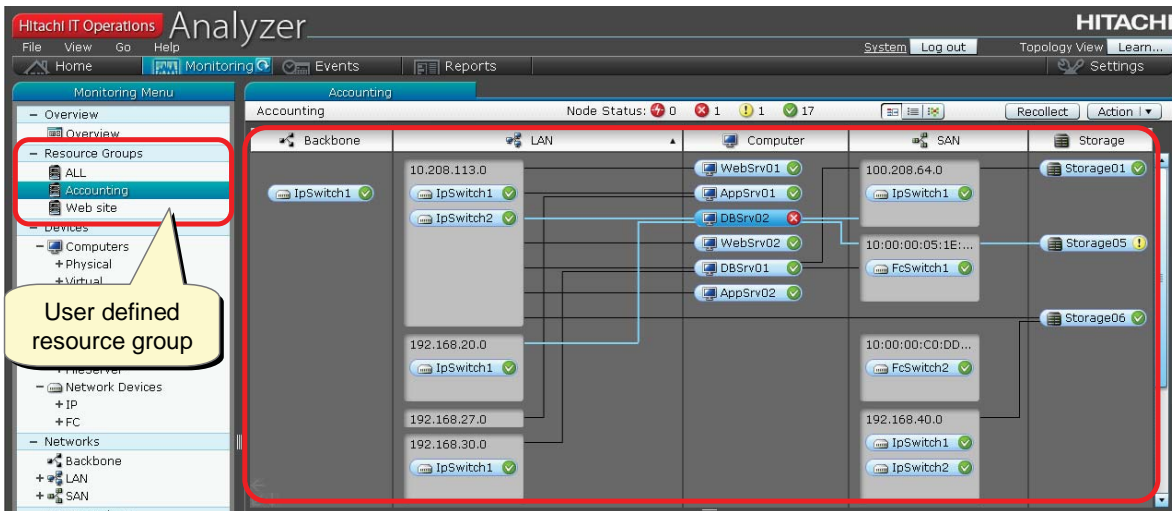 Hitachi IT Operations Analyzer
HITACHI
File View Go Help
System Log out Topology View Learn...
Home Monitoring Events Reports Settings
Monitoring Menu
Accounting
− Overview
Overview
− Resource Groups
ALL
Accounting
Web site
− Devices
− Computers
+ Physical
+ Virtual
User defined
resource group
− Network Devices
+ IP
+ FC
− Networks
Backbone
+ LAN
+ SAN
Accounting Node Status: 0 1 1 17 Recollect Action
Backbone LAN Computer SAN Storage
IpSwitch1
10.208.113.0
IpSwitch1
IpSwitch2
192.168.20.0
IpSwitch1
192.168.27.0
192.168.30.0
IpSwitch1
WebSrv01
AppSrv01
DBSrv02
WebSrv02
DBSrv01
AppSrv02
100.208.64.0
IpSwitch1
10:00:00:05:1E:...
FcSwitch1
10:00:00:C0:DD...
FcSwitch2
192.168.40.0
IpSwitch1
IpSwitch2
Storage01
Storage05
Storage06